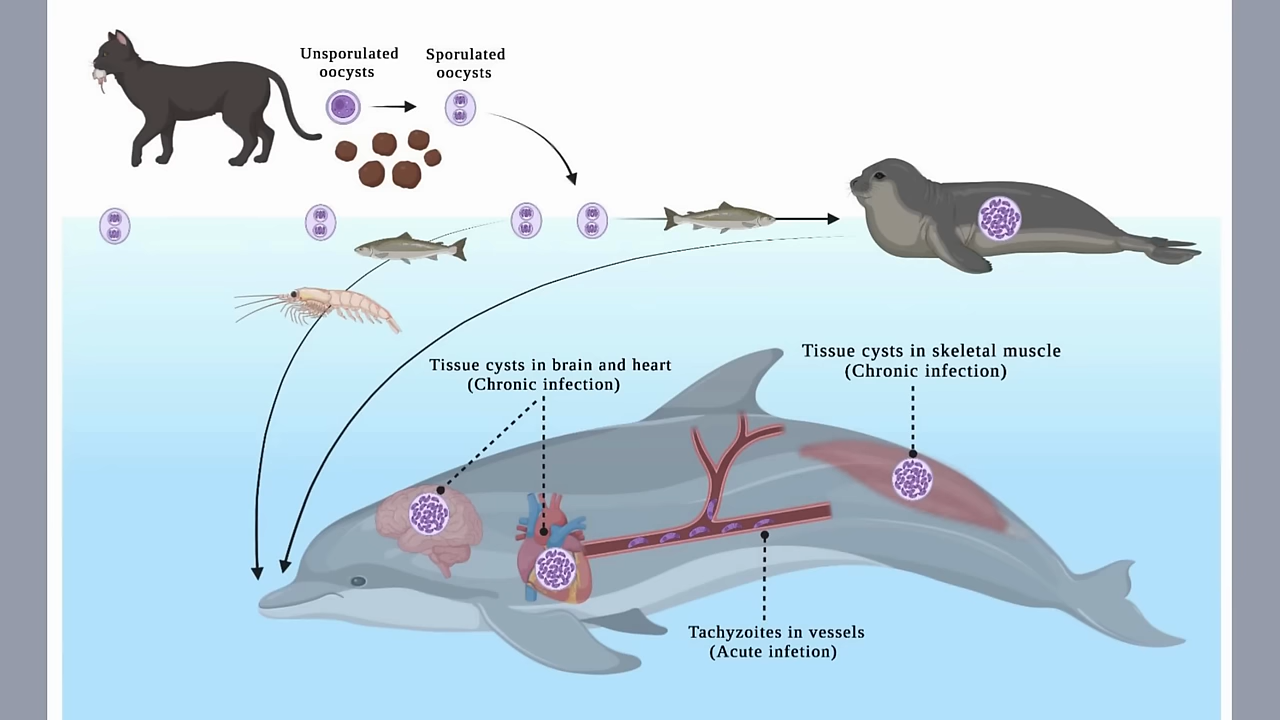 Unsporulated
oocysts
Sporulated
oocysts
Tissue cysts in brain and heart
(Chronic infection)
Tissue cysts in skeletal muscle
(Chronic infection)
Tachyzoites in vessels
(Acute infetion)